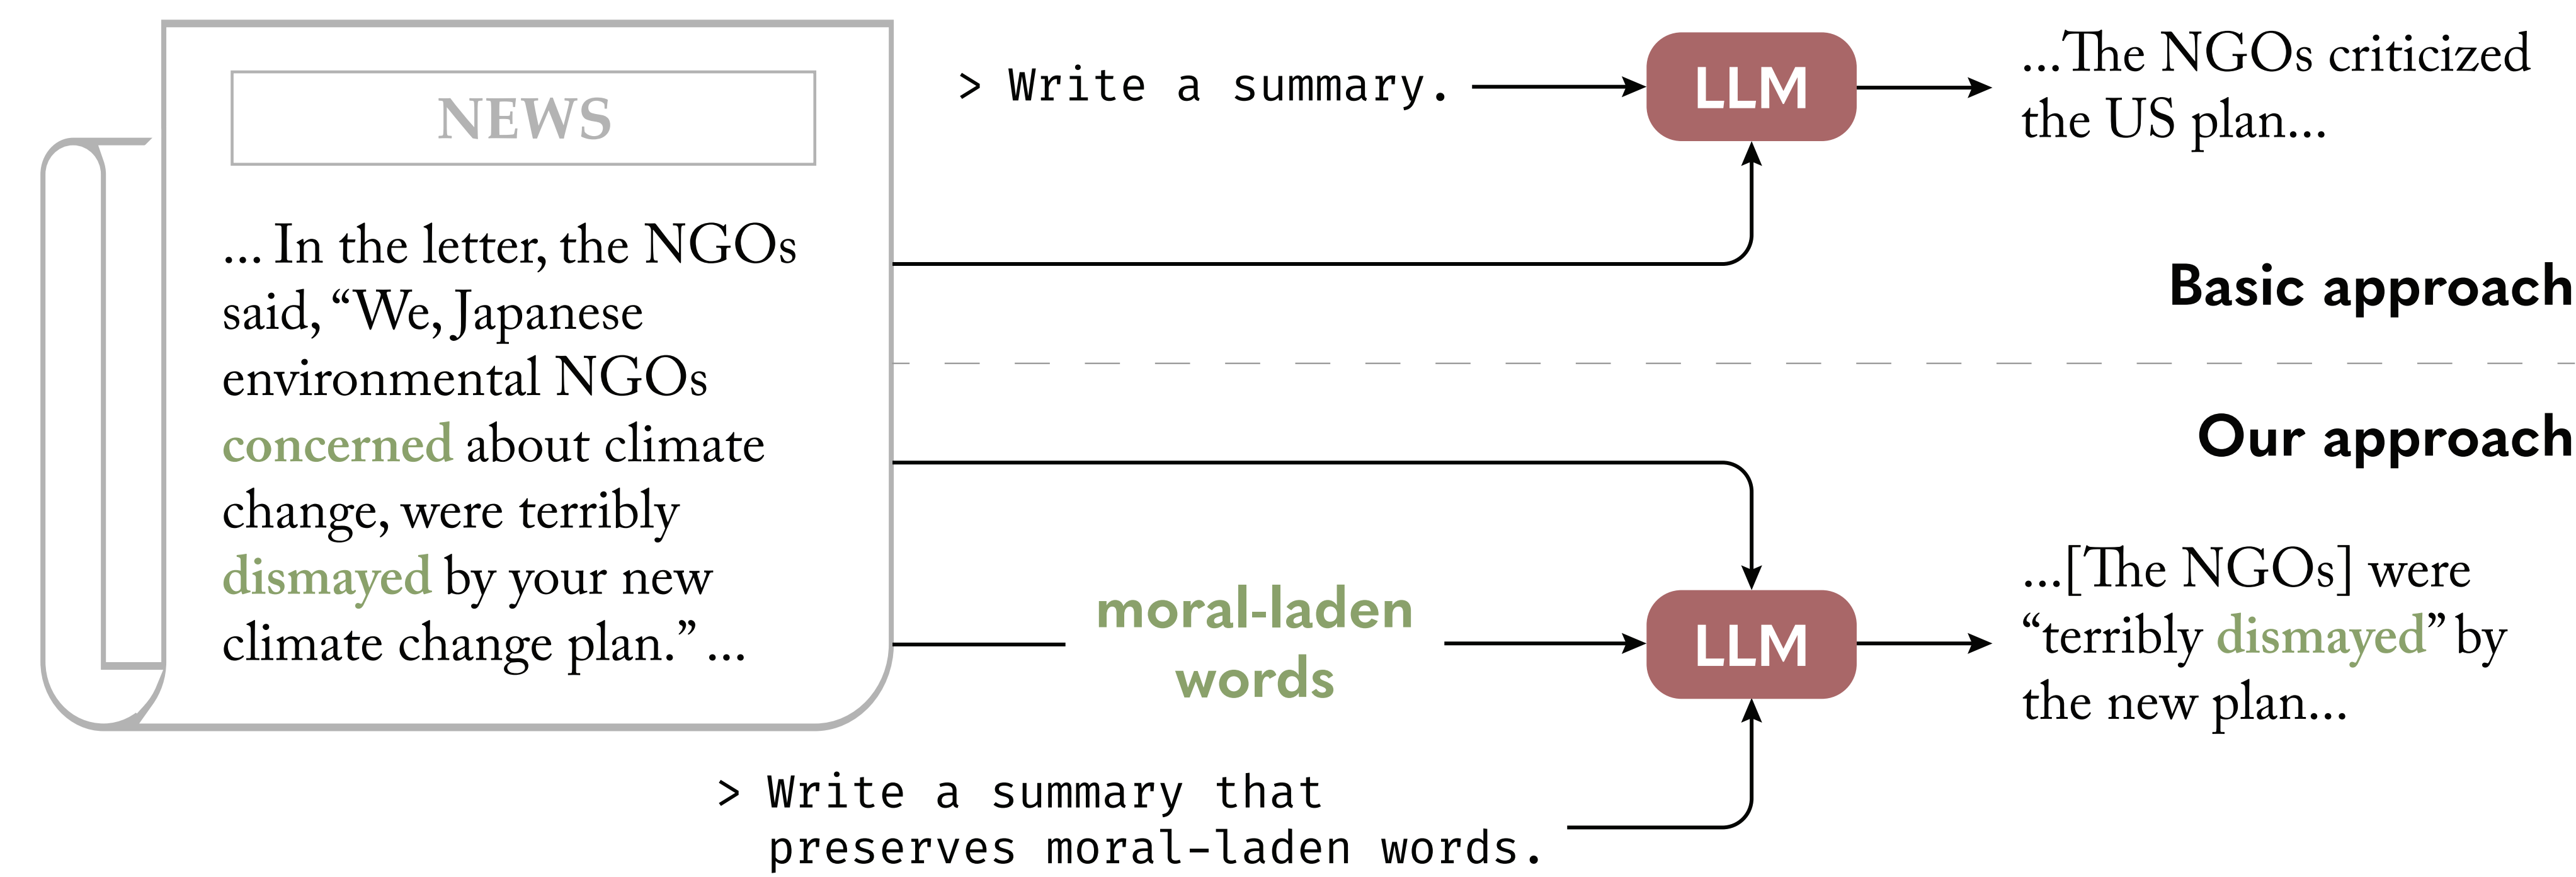 NEWS
... In the letter, the NGOs
said, “We, Japanese
environmental NGOs
concerned about climate
change, were terribly
dismayed by your new
climate change plan.” ...
> Write a summary.
LLM
...The NGOs criticized
the US plan...
Basic approach
Our approach
moral-laden
words
LLM
...[The NGOs] were
“terribly dismayed” by
the new plan...
> Write a summary that
preserves moral-laden words.